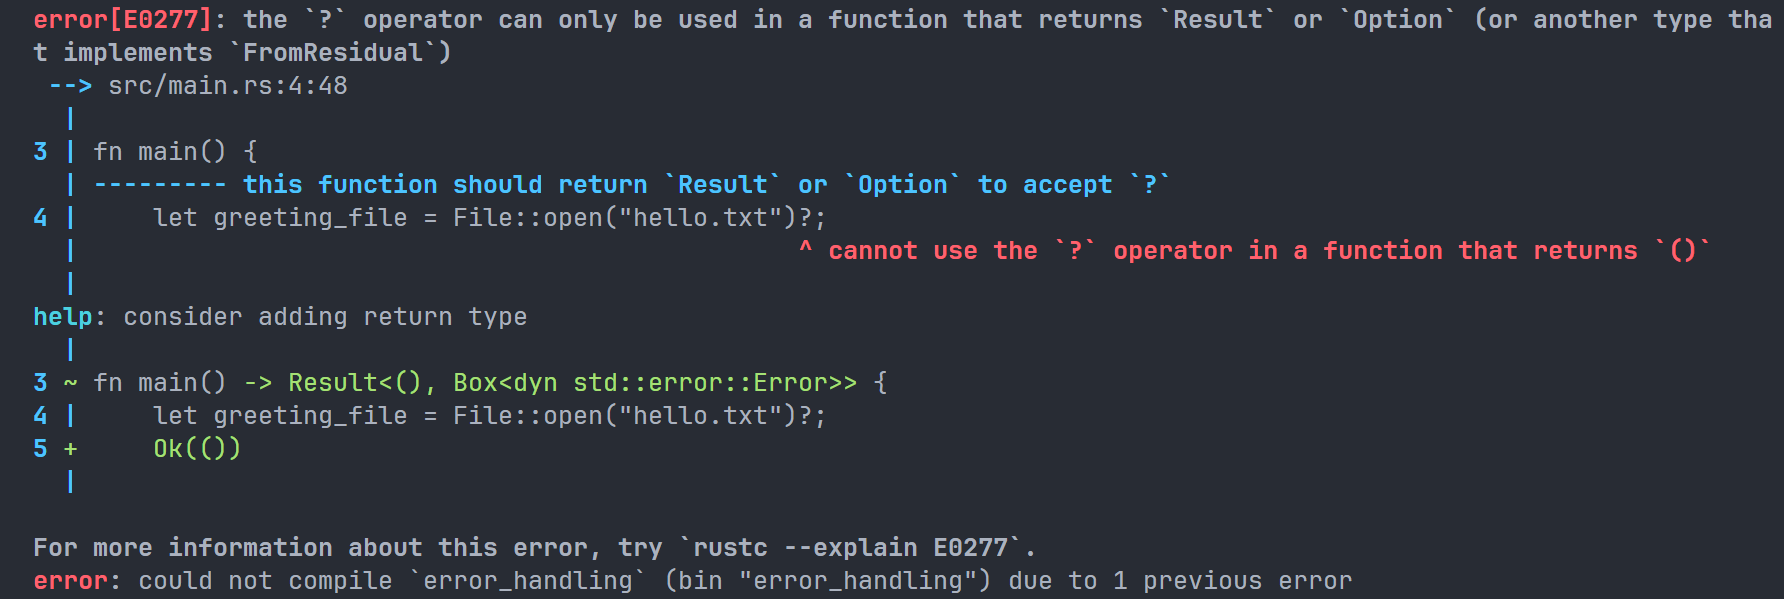 error[E0277]: the `?` operator can only be used in a function that returns `Result` or `Option` (or another type tha
t implements `FromResidual`)
 --> src/main.rs:4:48
  |
3 | fn main() {
  | --------- this function should return `Result` or `Option` to accept `?`
4 |     let greeting_file = File::open("hello.txt")?;
  |                                                ^ cannot use the `?` operator in a function that returns `()`
  |
help: consider adding return type
  |
3 ~ fn main() -> Result<(), Box<dyn std::error::Error>> {
4 |     let greeting_file = File::open("hello.txt")?;
5 +     Ok(())
  |

For more information about this error, try `rustc --explain E0277`.
error: could not compile `error_handling` (bin "error_handling") due to 1 previous error